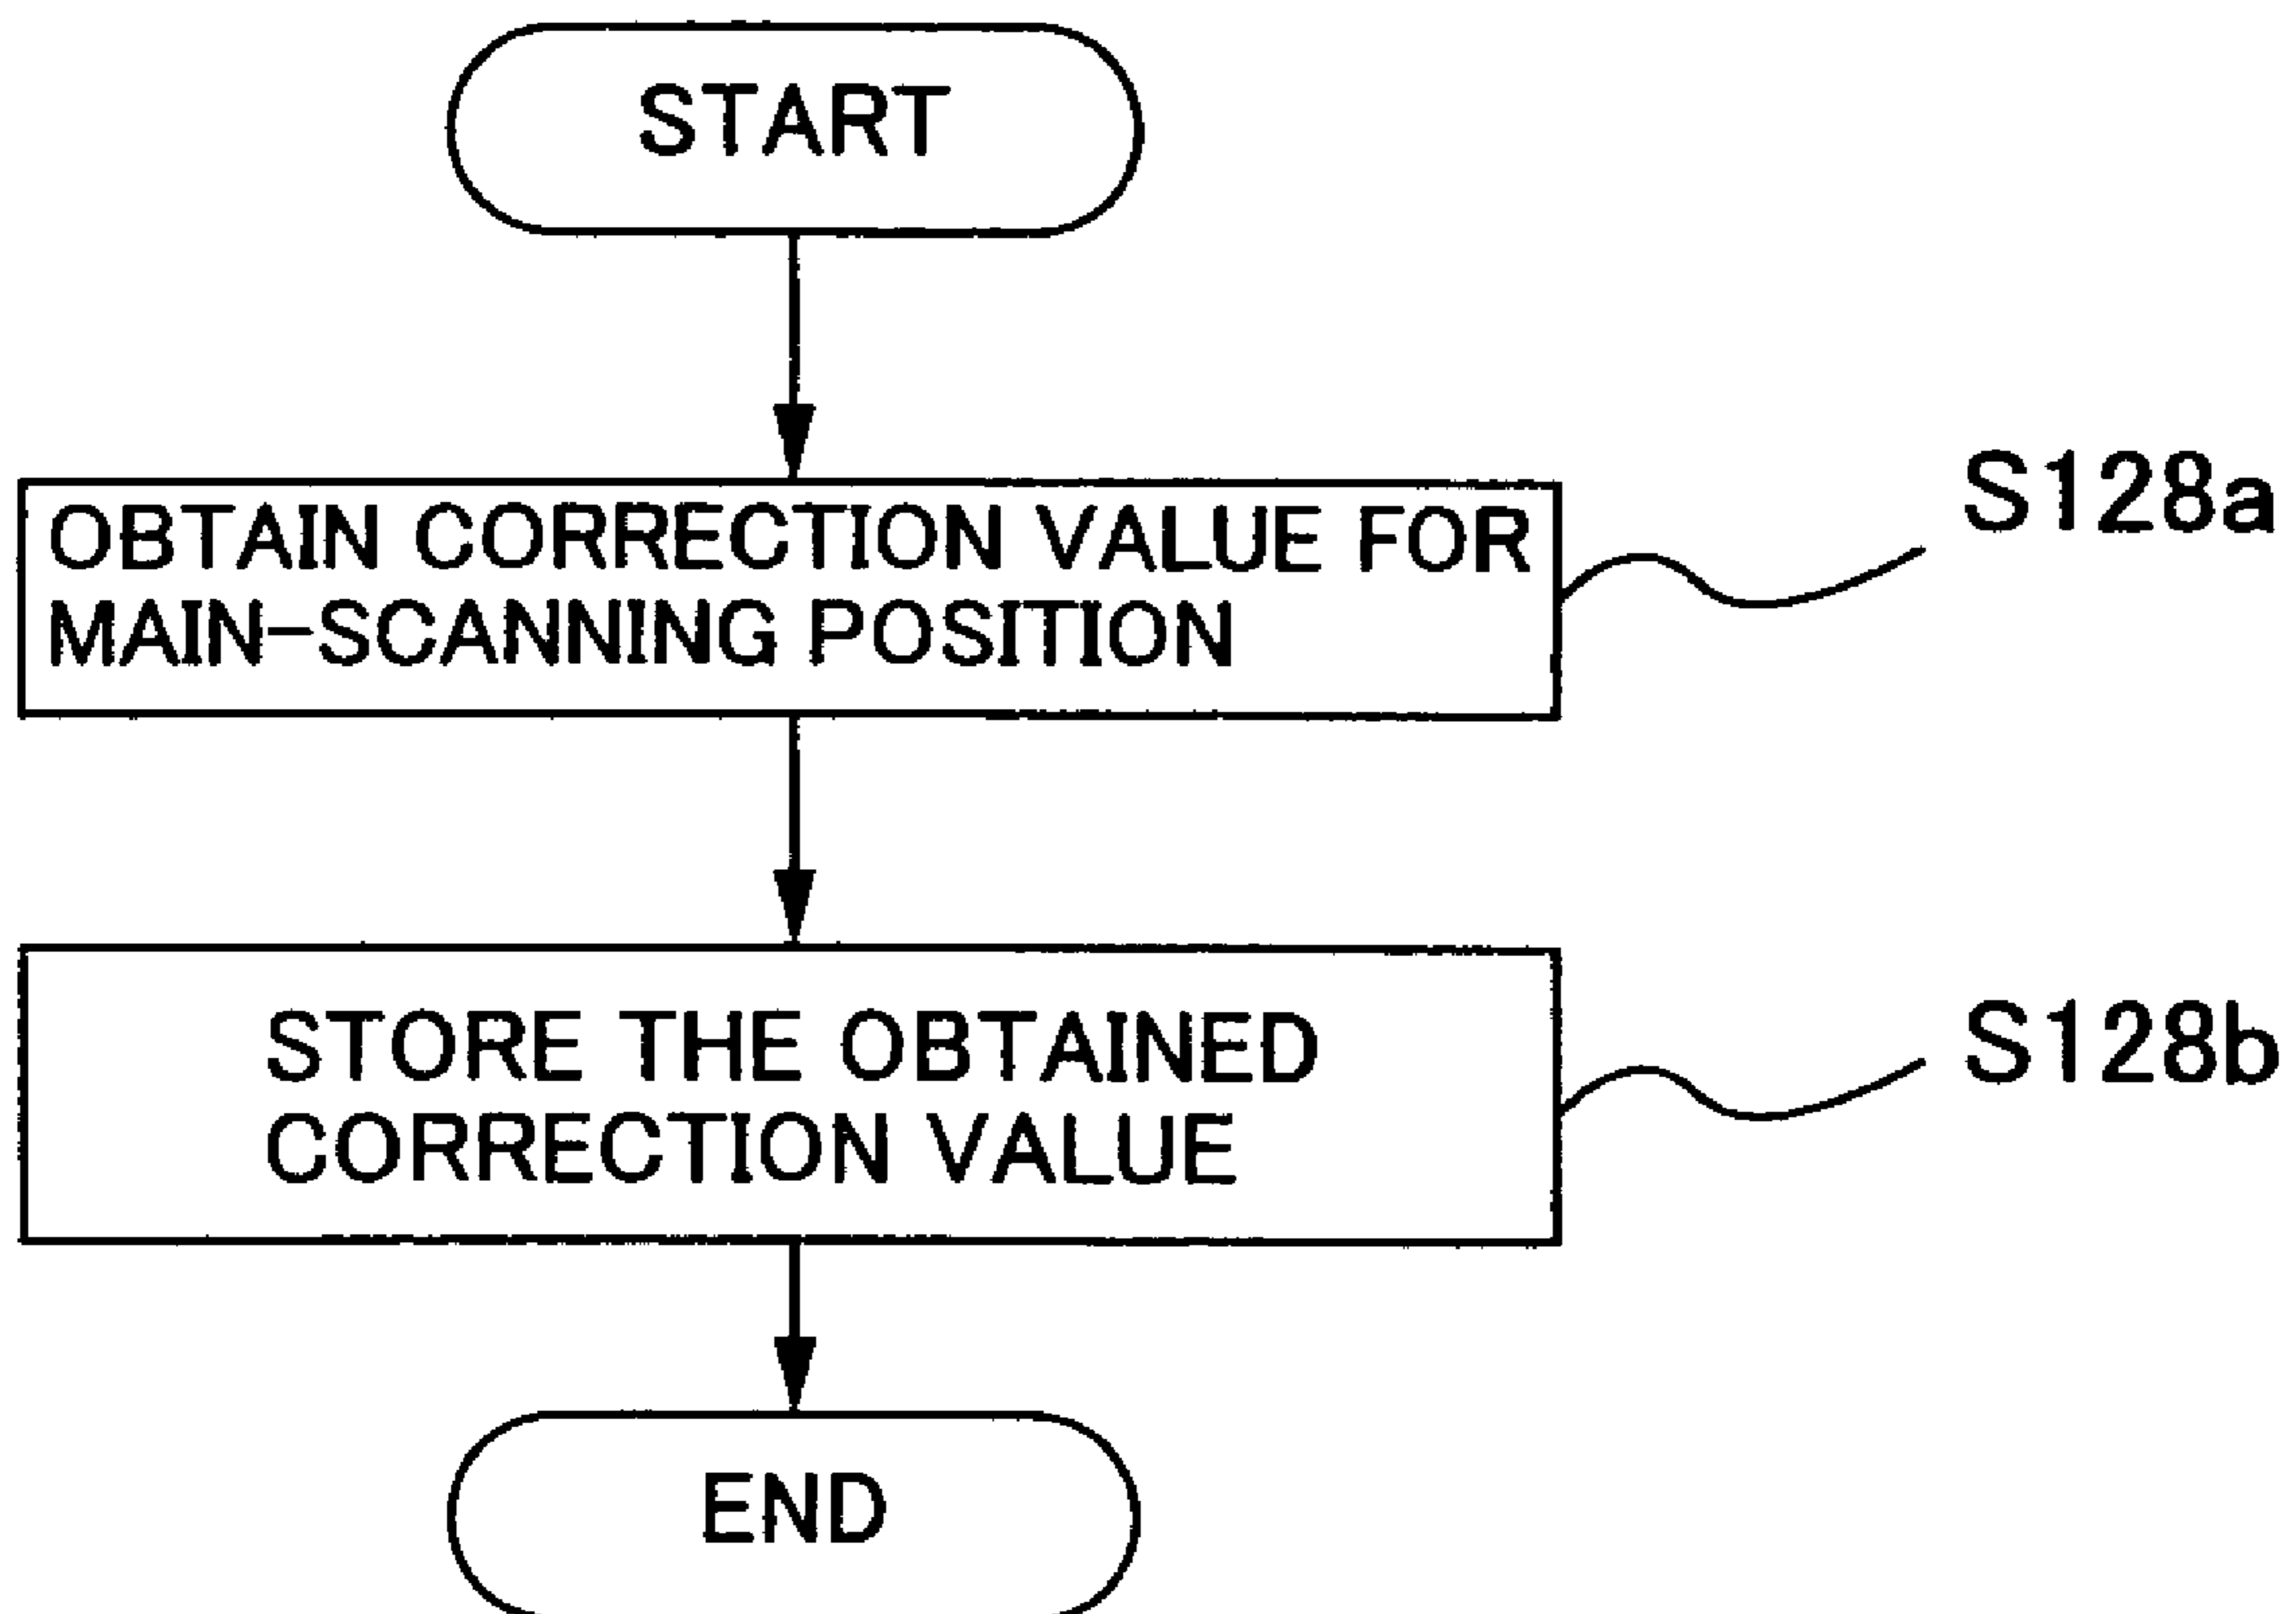 START
OBTAIN CORRECTION VALUE FOR
MAIN-SCANNING POSITION
S128a
STORE THE OBTAINED
CORRECTION VALUE
S128b
END